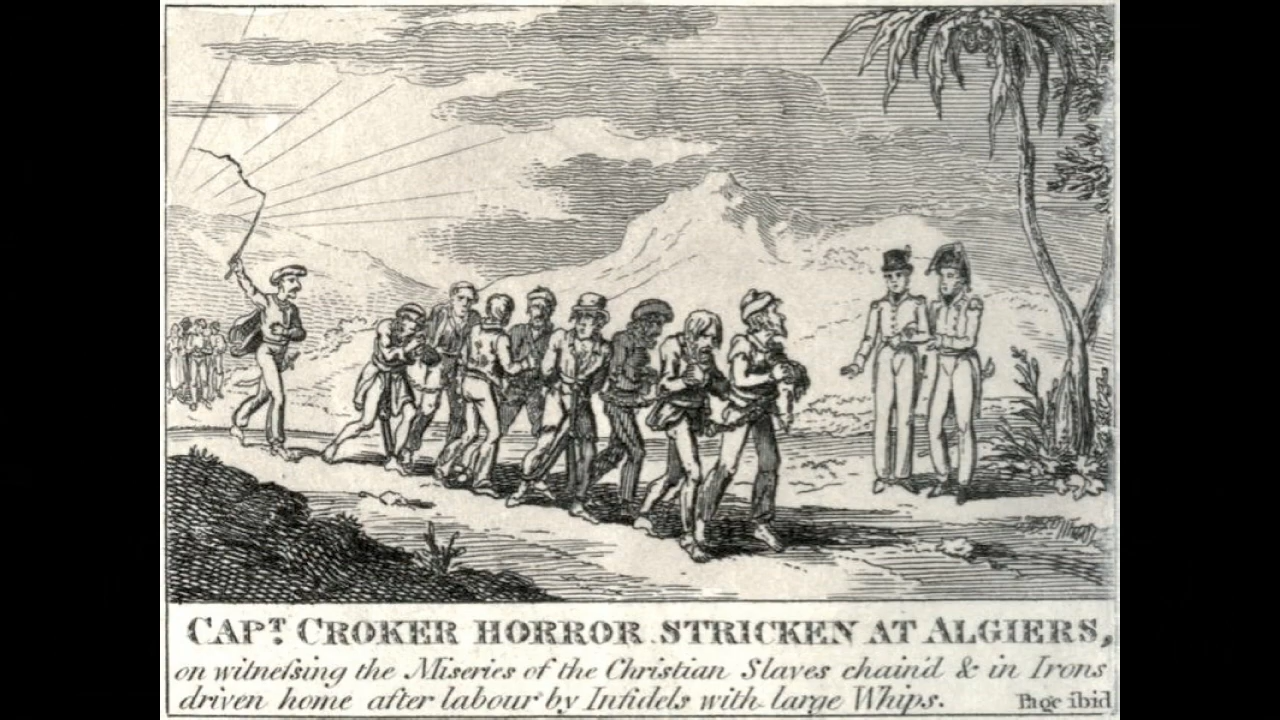 CAPT. CROKER HORROR STRICKEN AT ALGIERS,
on witneſsing the Miseries of the Christian Slaves chain'd & in Irons
driven home after labour by Infidels with large Whips.
Page ibid